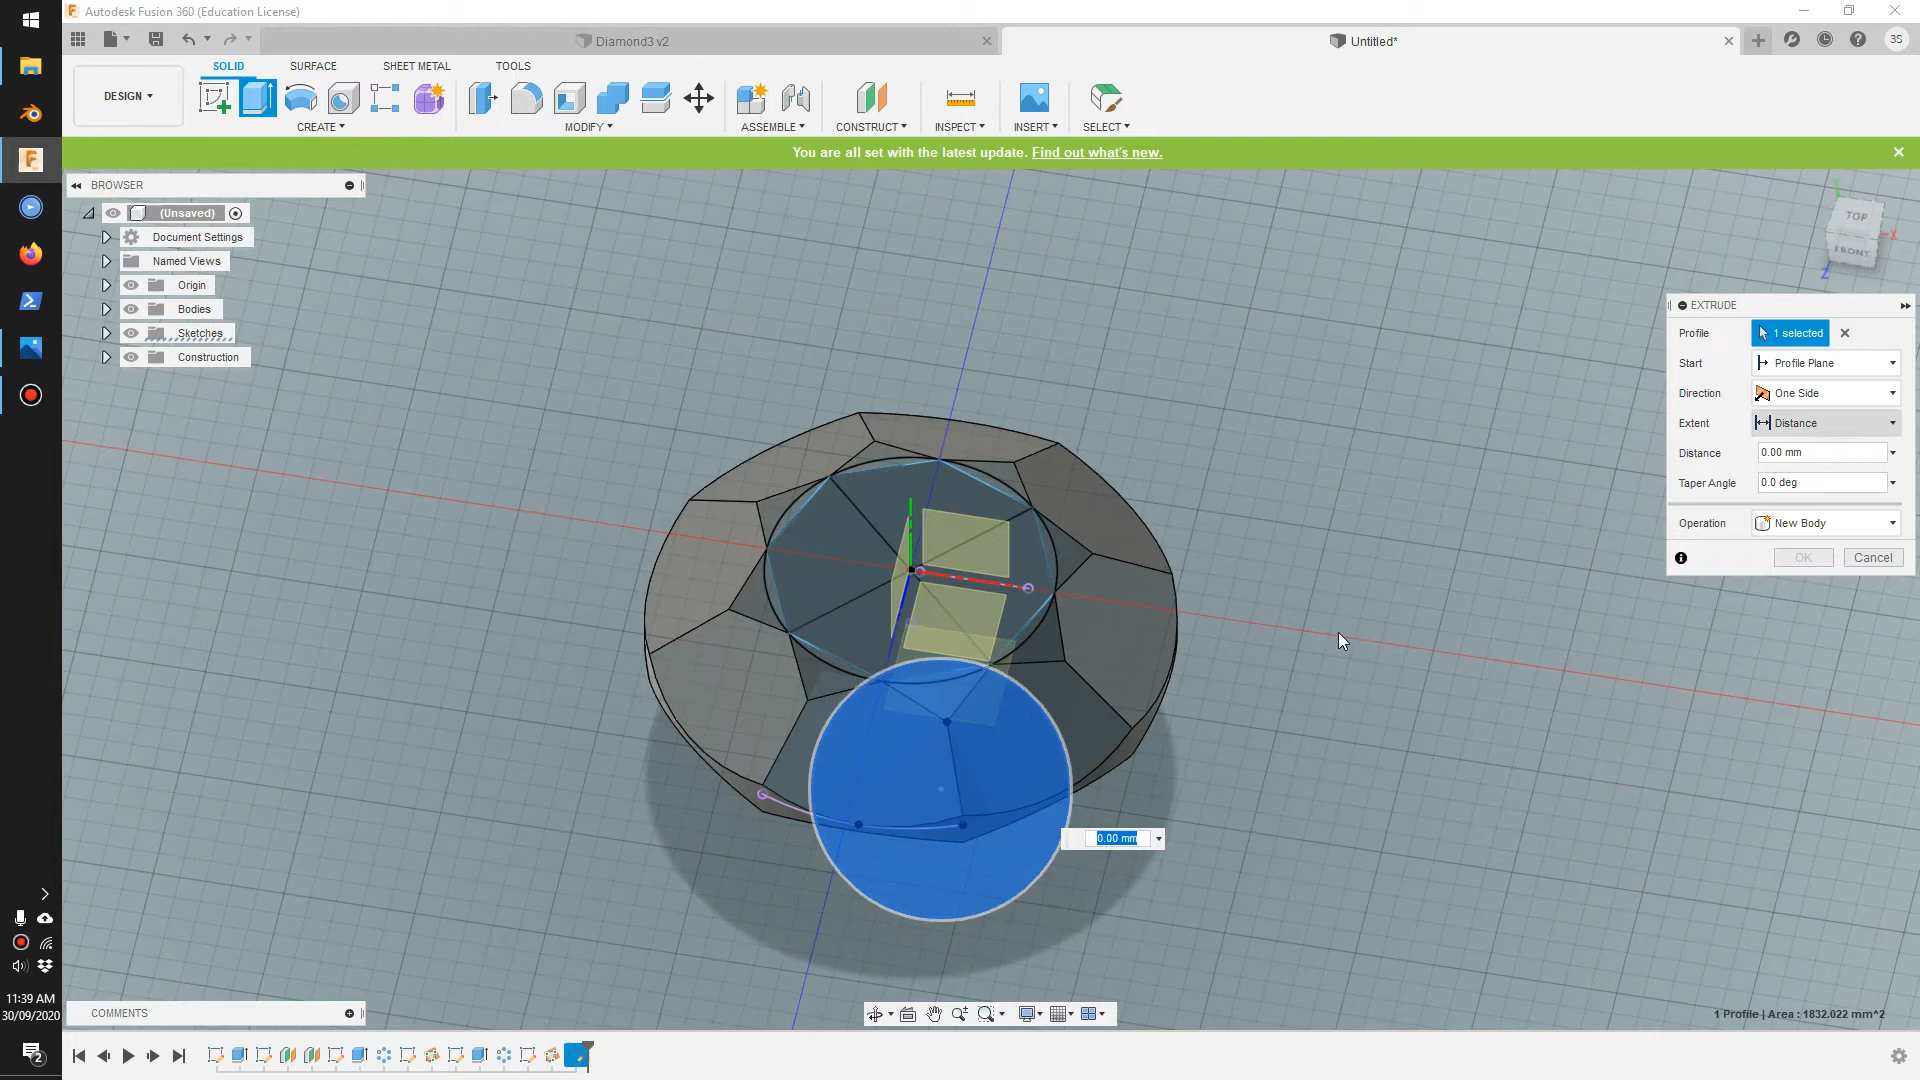 Autodesk Fusion 360 (Education License)
Diamond3 v2
Untitled*
3S
SOLID
SURFACE
SHEET METAL
TOOLS
DESIGN
CREATE
MODIFY
ASSEMBLE
CONSTRUCT
INSPECT
INSERT
SELECT
You are all set with the latest update. Find out what's new.
BROWSER
(Unsaved)
Document Settings
Named Views
Origin
Bodies
Sketches
Construction
TOP
FRONT
X
Z
EXTRUDE
Profile
1 selected
Start
Profile Plane
Direction
One Side
Extent
Distance
Distance
0.00 mm
Taper Angle
0.0 deg
Operation
New Body
OK
Cancel
0.00 mm
11:39 AM
30/09/2020
2
COMMENTS
1 Profile | Area : 1832.022 mm^2